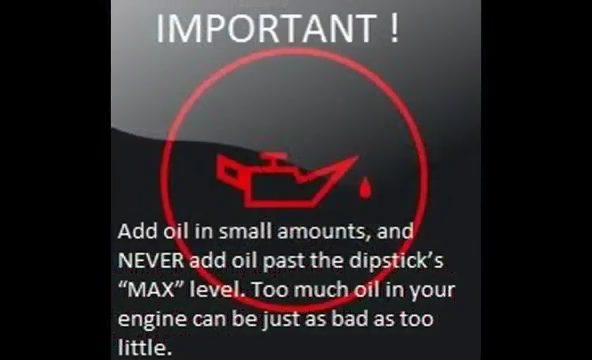 IMPORTANT !
Add oil in small amounts, and
NEVER add oil past the dipstick's
“MAX” level. Too much oil in your
engine can be just as bad as too
little.